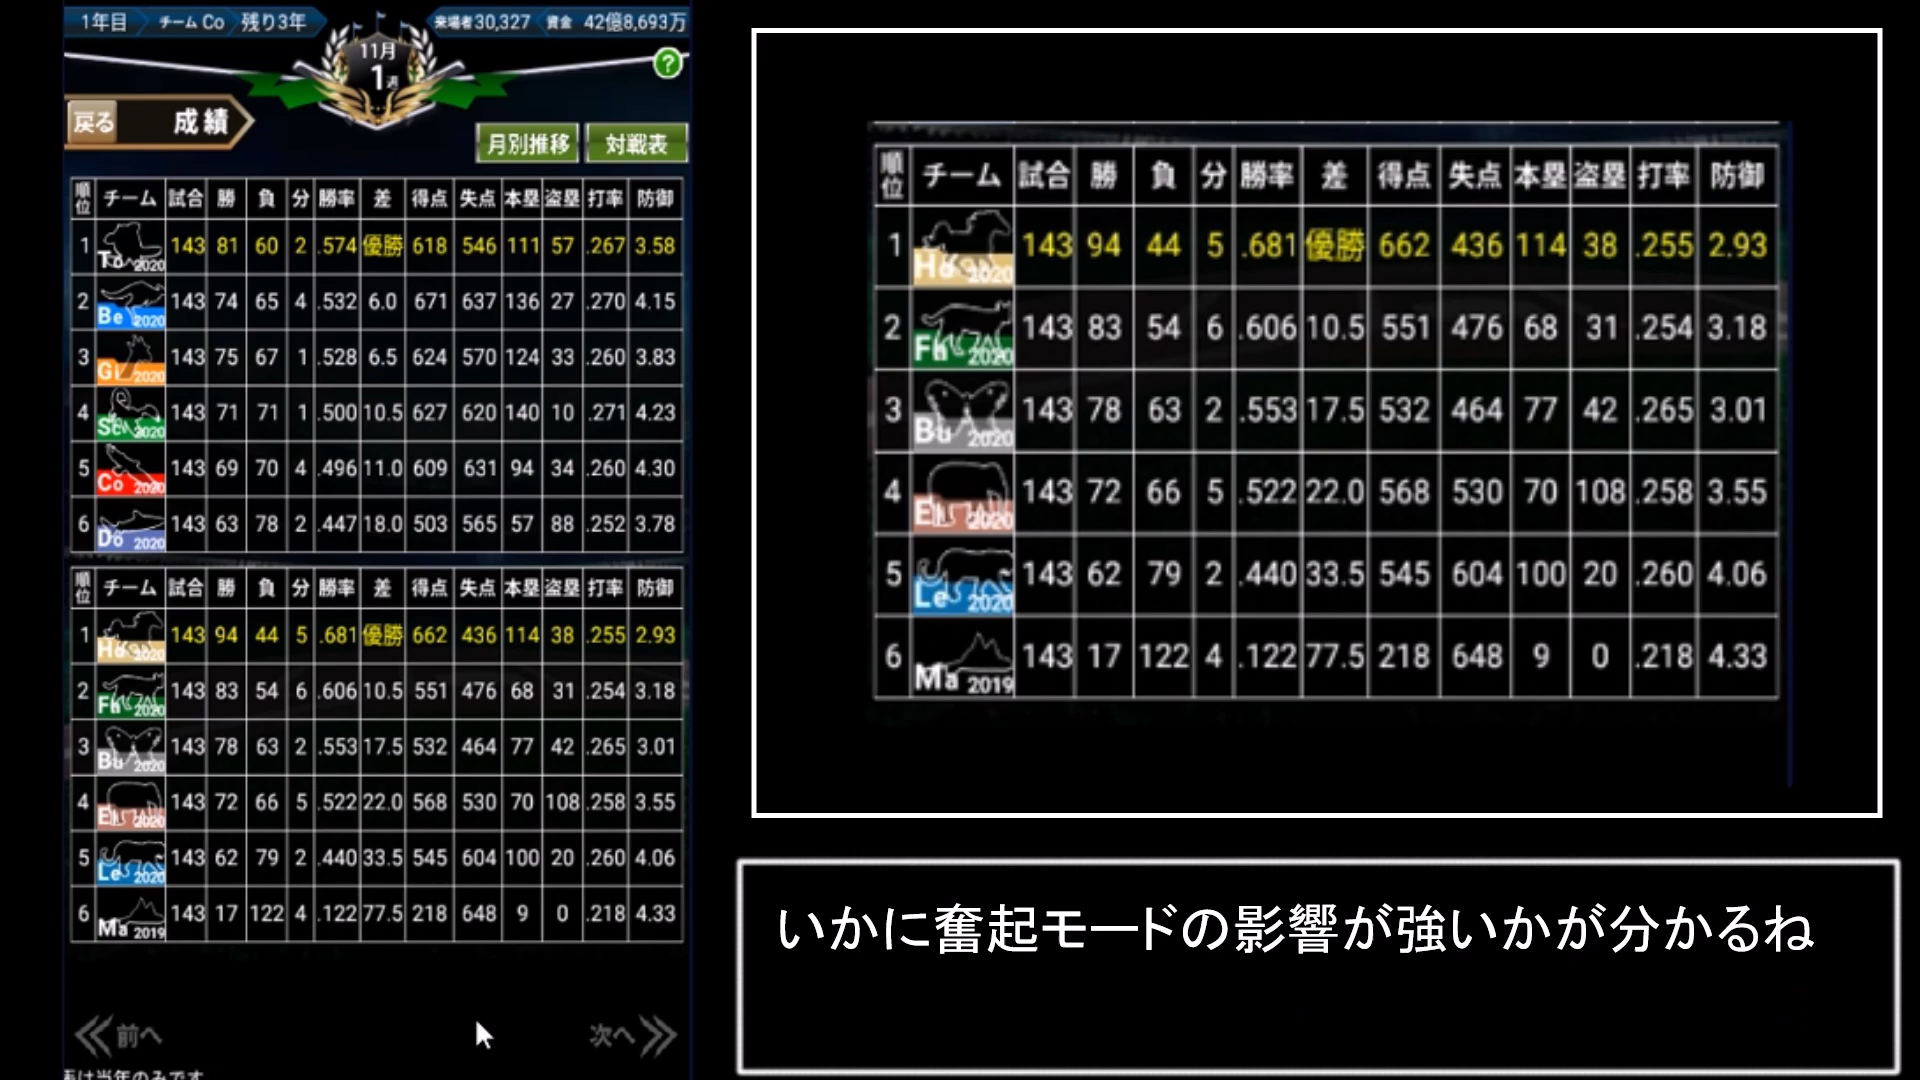 1年目 チーム Co 残り3年 来場者30,327 資金 42億8,693万
11月
1週
?
戻る 成績
月別推移 対戦表
順位 チーム 試合 勝 負 分 勝率 差 得点 失点 本塁 盗塁 打率 防御
1 To 2020 143 81 60 2 .574 優勝 618 546 111 57 .267 3.58
2 Be 2020 143 74 65 4 .532 6.0 671 637 136 27 .270 4.15
3 Gi 2020 143 75 67 1 .528 6.5 624 570 124 33 .260 3.83
4 Sc 2020 143 71 71 1 .500 10.5 627 620 140 10 .271 4.23
5 Co 2020 143 69 70 4 .496 11.0 609 631 94 34 .260 4.30
6 Do 2020 143 63 78 2 .447 18.0 503 565 57 88 .252 3.78
順位 チーム 試合 勝 負 分 勝率 差 得点 失点 本塁 盗塁 打率 防御
1 Ho 2020 143 94 44 5 .681 優勝 662 436 114 38 .255 2.93
2 Fh 2020 143 83 54 6 .606 10.5 551 476 68 31 .254 3.18
3 Bu 2020 143 78 63 2 .553 17.5 532 464 77 42 .265 3.01
4 El 2020 143 72 66 5 .522 22.0 568 530 70 108 .258 3.55
5 Le 2020 143 62 79 2 .440 33.5 545 604 100 20 .260 4.06
6 Ma 2019 143 17 122 4 .122 77.5 218 648 9 0 .218 4.33
前へ 次へ
は当年のみです
順位 チーム 試合 勝 負 分 勝率 差 得点 失点 本塁 盗塁 打率 防御
1 Ho 2020 143 94 44 5 .681 優勝 662 436 114 38 .255 2.93
2 Fh 2020 143 83 54 6 .606 10.5 551 476 68 31 .254 3.18
3 Bu 2020 143 78 63 2 .553 17.5 532 464 77 42 .265 3.01
4 El 2020 143 72 66 5 .522 22.0 568 530 70 108 .258 3.55
5 Le 2020 143 62 79 2 .440 33.5 545 604 100 20 .260 4.06
6 Ma 2019 143 17 122 4 .122 77.5 218 648 9 0 .218 4.33
いかに奮起モードの影響が強いかが分かるね